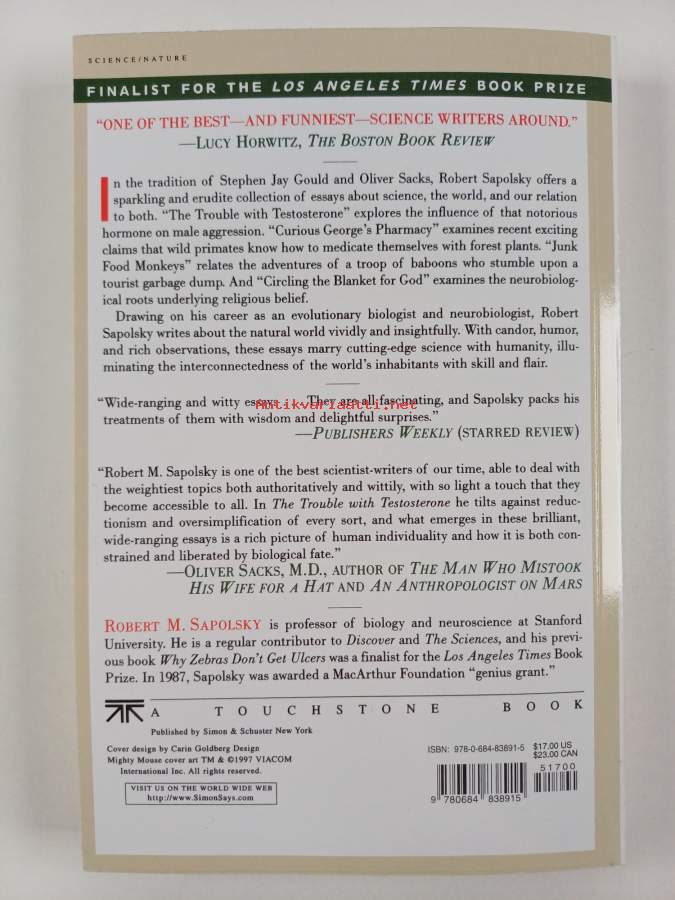 SCIENCE/NATURE
FINALIST FOR THE LOS ANGELES TIMES BOOK PRIZE
“ONE OF THE BEST—AND FUNNIEST—SCIENCE WRITERS AROUND.”
—LUCY HORWITZ, THE BOSTON BOOK REVIEW
In the tradition of Stephen Jay Gould and Oliver Sacks, Robert Sapolsky offers a
sparkling and erudite collection of essays about science, the world, and our relation
to both. “The Trouble with Testosterone” explores the influence of that notorious
hormone on male aggression. “Curious George’s Pharmacy” examines recent exciting
claims that wild primates know how to medicate themselves with forest plants. “Junk
Food Monkeys” relates the adventures of a troop of baboons who stumble upon a
tourist garbage dump. And “Circling the Blanket for God” examines the neurobiolog-
ical roots underlying religious belief.
Drawing on his career as an evolutionary biologist and neurobiologist, Robert
Sapolsky writes about the natural world vividly and insightfully. With candor, humor,
and rich observations, these essays marry cutting-edge science with humanity, illu-
minating the interconnectedness of the world’s inhabitants with skill and flair.
“Wide-ranging and witty essays . . . . They are all fascinating, and Sapolsky packs his
Antikvariaatti.net
treatments of them with wisdom and delightful surprises.”
—PUBLISHERS WEEKLY (STARRED REVIEW)
“Robert M. Sapolsky is one of the best scientist-writers of our time, able to deal with
the weightiest topics both authoritatively and wittily, with so light a touch that they
become accessible to all. In The Trouble with Testosterone he tilts against reduc-
tionism and oversimplification of every sort, and what emerges in these brilliant,
wide-ranging essays is a rich picture of human individuality and how it is both con-
strained and liberated by biological fate.”
—OLIVER SACKS, M.D., AUTHOR OF THE MAN WHO MISTOOK
HIS WIFE FOR A HAT AND AN ANTHROPOLOGIST ON MARS
ROBERT M. SAPOLSKY is professor of biology and neuroscience at Stanford
University. He is a regular contributor to Discover and The Sciences, and his previ-
ous book Why Zebras Don’t Get Ulcers was a finalist for the Los Angeles Times Book
Prize. In 1987, Sapolsky was awarded a MacArthur Foundation “genius grant.”
A TOUCHSTONE BOOK
Published by Simon & Schuster New York
Cover design by Carin Goldberg Design
Mighty Mouse cover art TM & ©1997 VIACOM
International Inc. All rights reserved.
VISIT US ON THE WORLD WIDE WEB
http://www.SimonSays.com
ISBN: 978-0-684-83891-5
$17.00 US
$23.00 CAN
51700
9 780684 838915